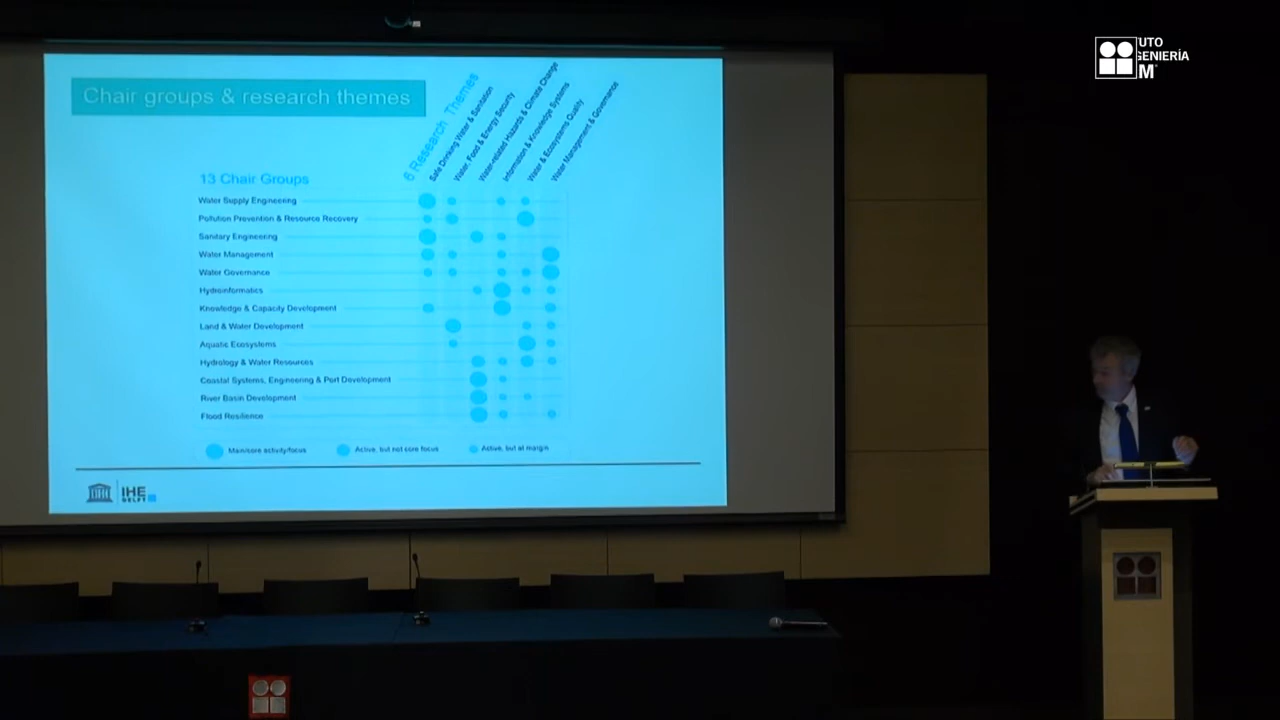 UTO
GENIERÍA
M
Chair groups & research themes
6 Research Themes
Safe Drinking Water & Sanitation
Water, Food & Energy Security
Water-related Hazards & Climate Change
Information & Knowledge Systems
Water & Ecosystems Quality
Water Management & Governance
13 Chair Groups
Water Supply Engineering
Pollution Prevention & Resource Recovery
Sanitary Engineering
Water Management
Water Governance
Hydroinformatics
Knowledge & Capacity Development
Land & Water Development
Aquatic Ecosystems
Hydrology & Water Resources
Coastal Systems, Engineering & Port Development
River Basin Development
Flood Resilience
Main/core activity/focus
Active, but not core focus
Active, but at margin
IHE
DELFT